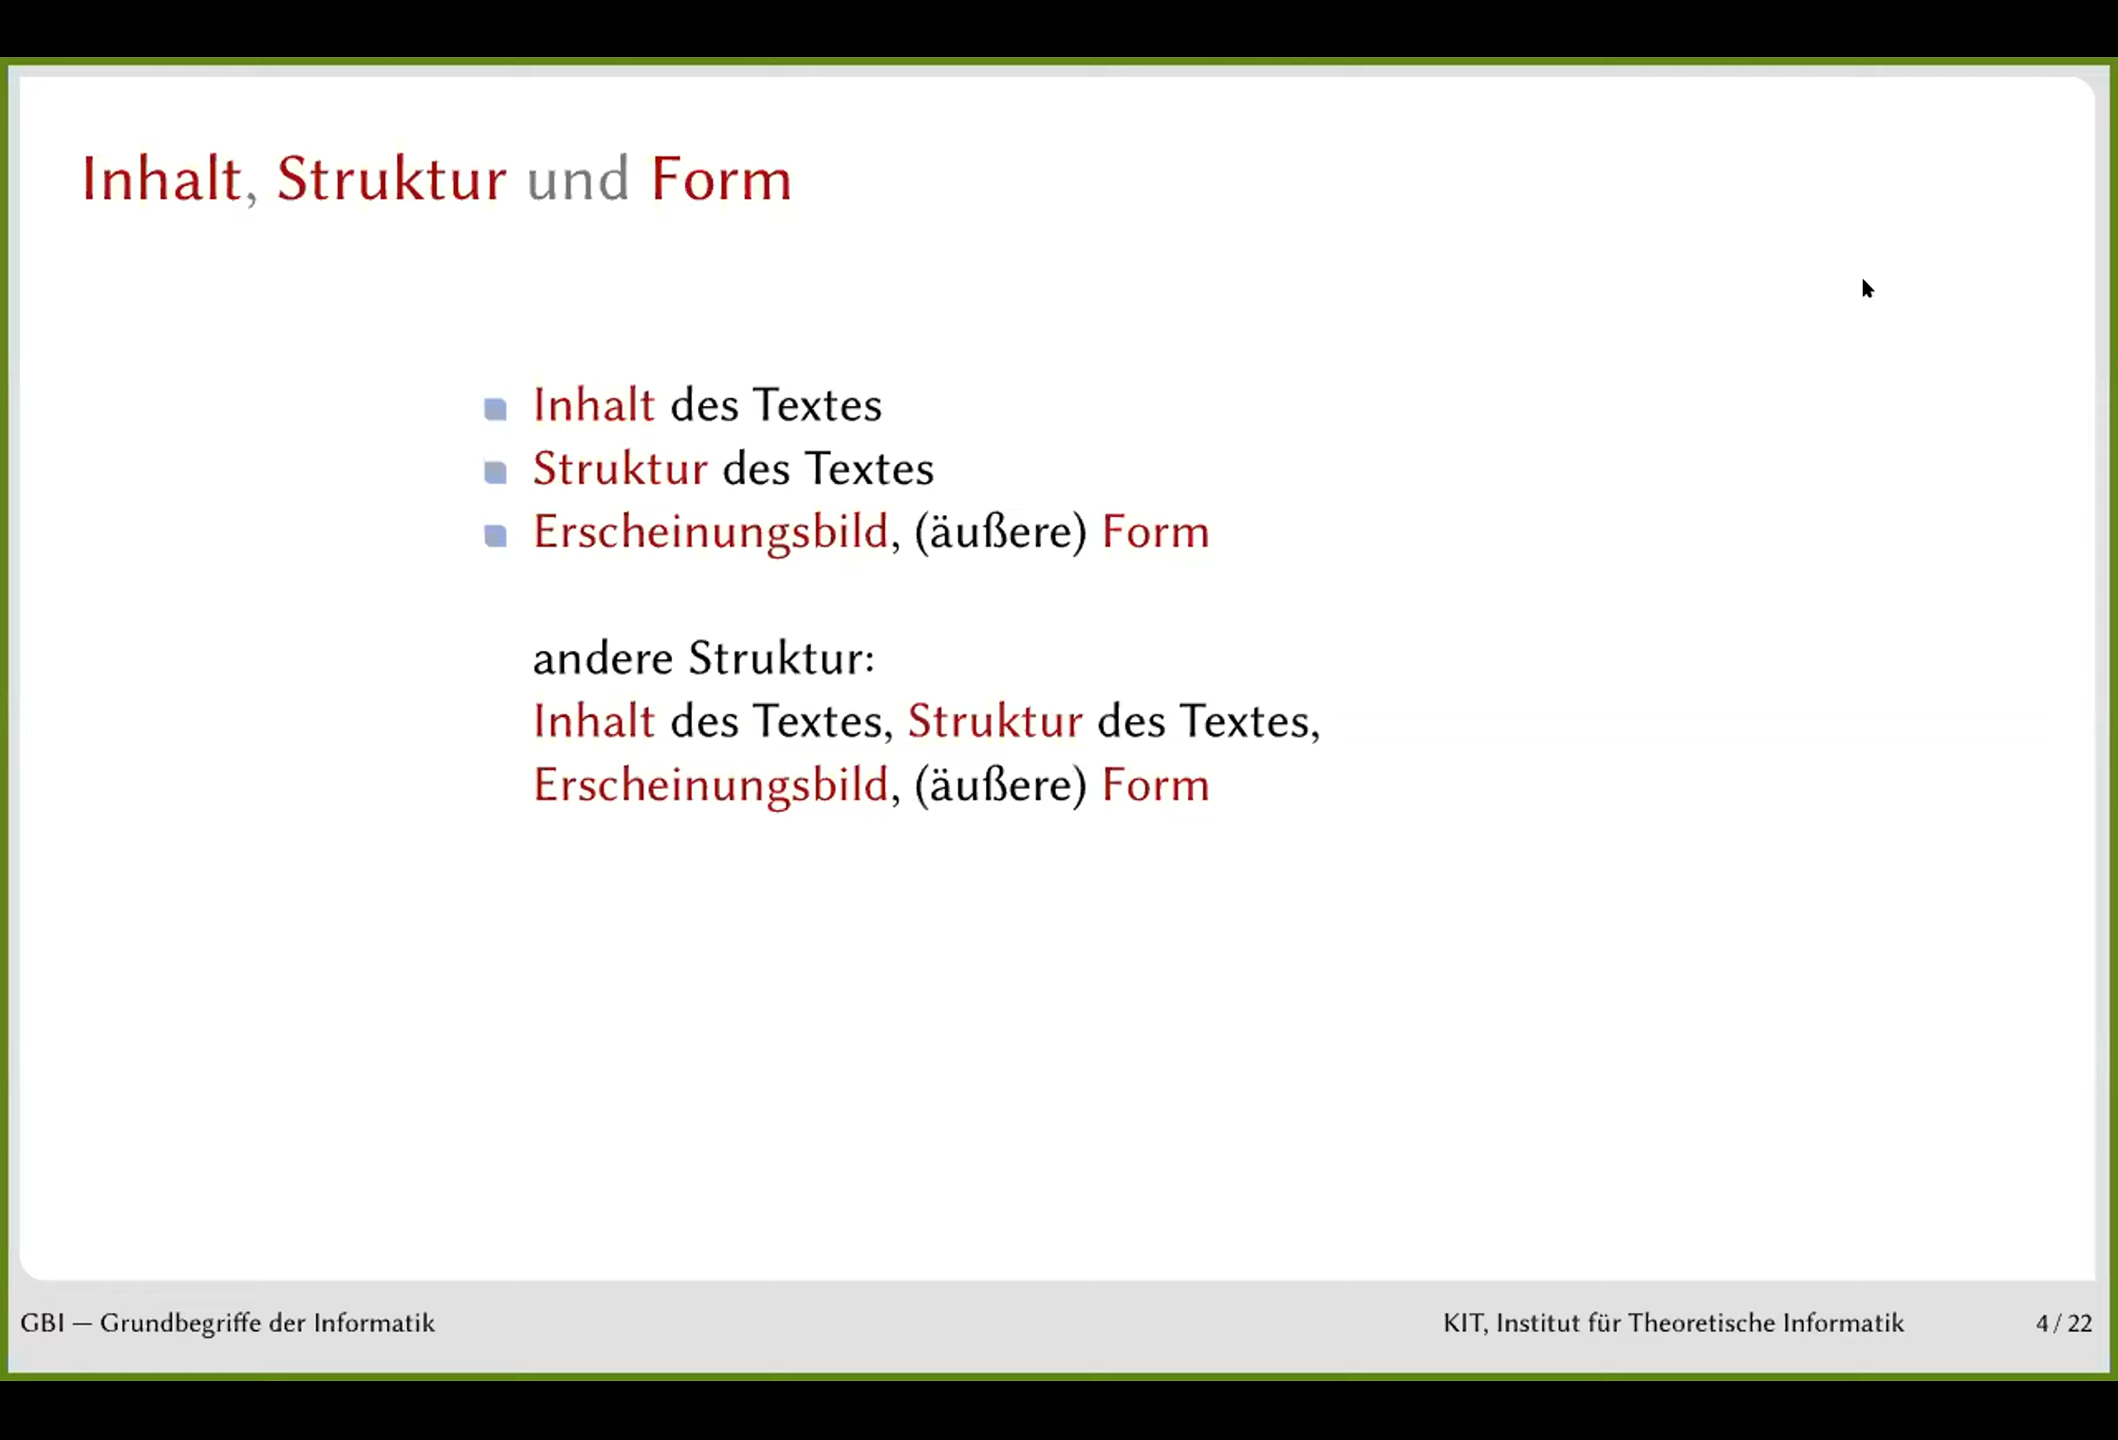 Inhalt, Struktur und Form
Inhalt des Textes
Struktur des Textes
Erscheinungsbild, (äußere) Form
andere Struktur:
Inhalt des Textes, Struktur des Textes,
Erscheinungsbild, (äußere) Form
GBI — Grundbegriffe der Informatik
KIT, Institut für Theoretische Informatik
4 / 22